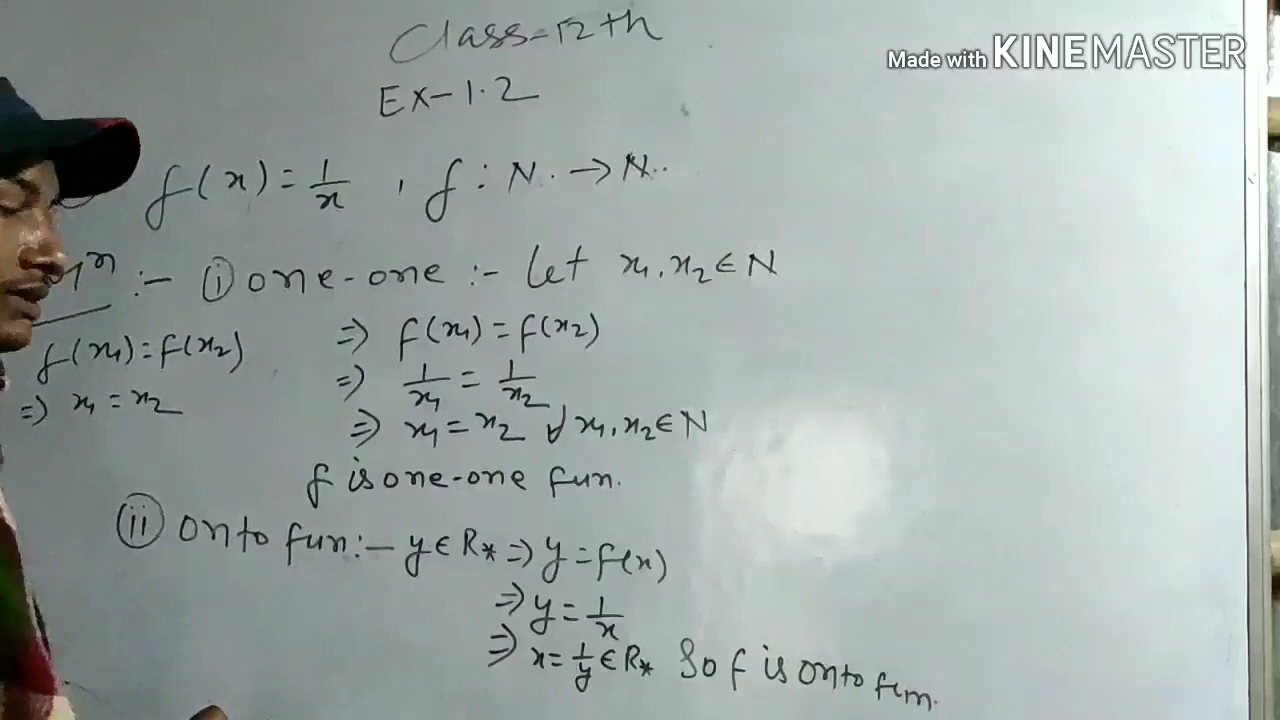 Class-12th
Made with KINEMASTER
Ex-1.2
f(x)=1/x , f : N → N
n :- (i) one-one :- Let x₁, x₂ ∈ N
f(x₁)=f(x₂) ⇒ f(x₁)=f(x₂)
⇒ 1/x₁ = 1/x₂
⇒ x₁ = x₂
⇒ x₁ = x₂ ∀ x₁, x₂ ∈ N
f is one-one fun.
(ii) onto fun:- y ∈ R* ⇒ y = f(x)
⇒ y = 1/x
⇒ x = 1/y ∈ R* So f is onto fun.